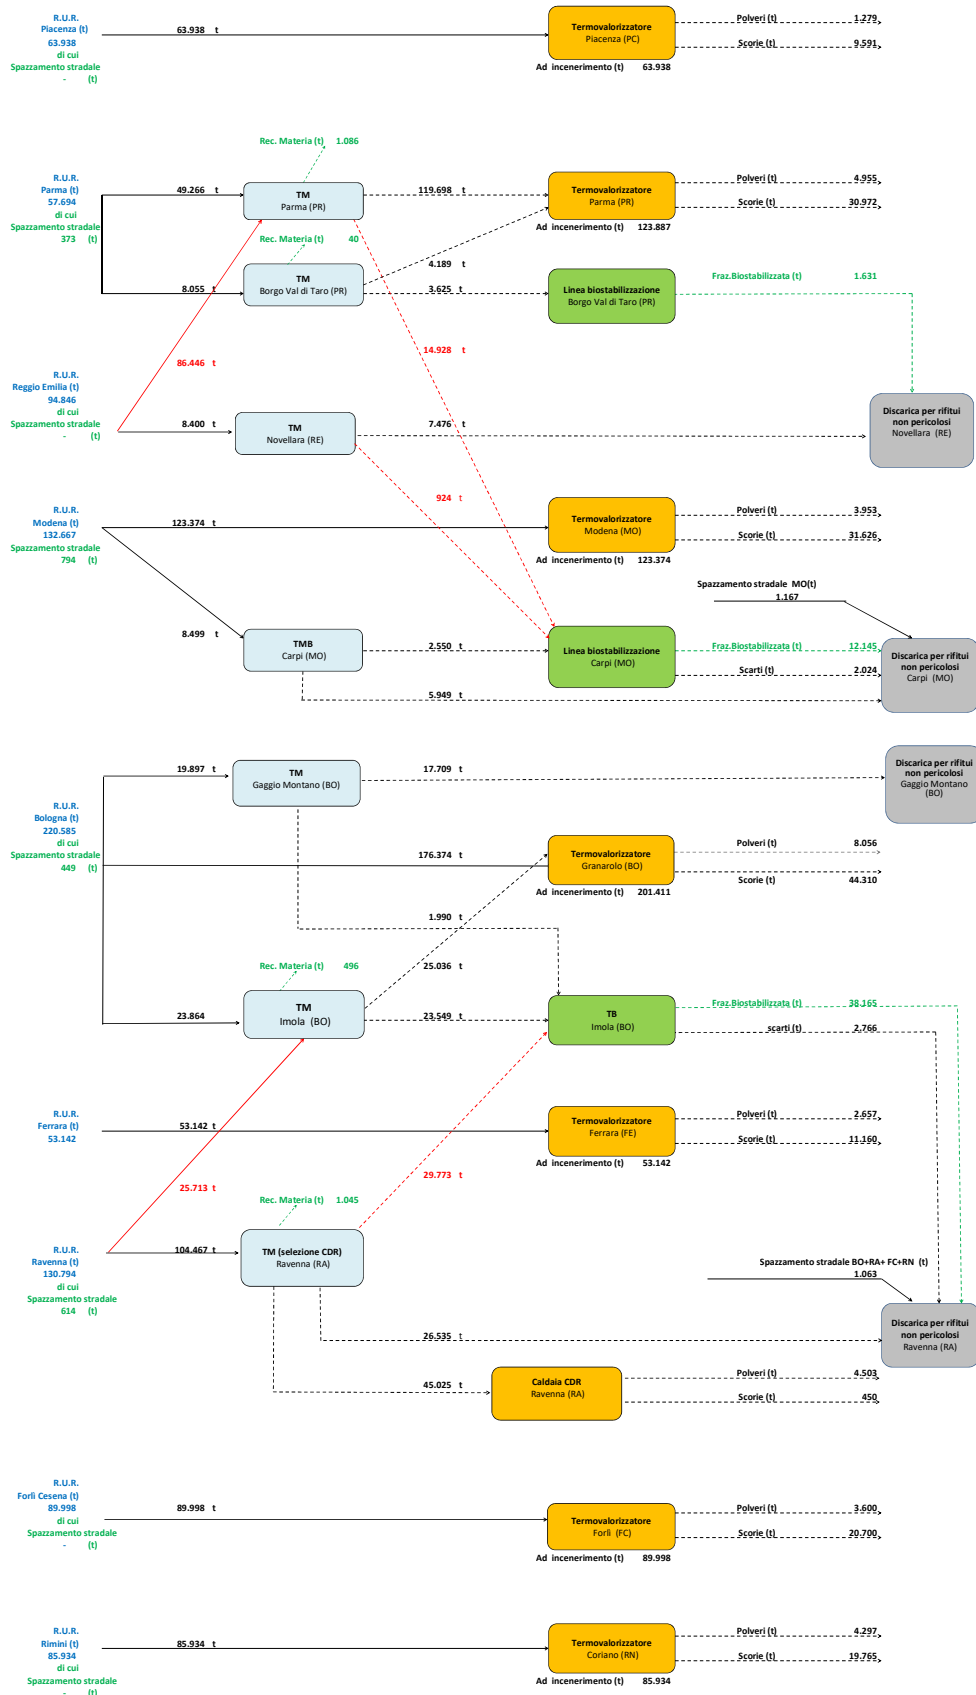 R.U.R.
Piacenza (t)
63.938
di cui
Spazzamento stradale
- (t)
63.938 t
Termovalorizzatore
Piacenza (PC)
Ad incenerimento (t) 63.938
Polveri (t) 1.279
Scorie (t) 9.591
Rec. Materia (t) 1.086
R.U.R.
Parma (t)
57.694
di cui
Spazzamento stradale
373 (t)
49.266 t
TM
Parma (PR)
119.698 t
Termovalorizzatore
Parma (PR)
Ad incenerimento (t) 123.887
Polveri (t) 4.955
Scorie (t) 30.972
Rec. Materia (t) 40
8.055 t
TM
Borgo Val di Taro (PR)
4.189 t
3.625 t
Linea biostabilizzazione
Borgo Val di Taro (PR)
Fraz.Biostabilizzata (t) 1.631
86.446 t
14.928 t
R.U.R.
Reggio Emilia (t)
94.846
di cui
Spazzamento stradale
- (t)
8.400 t
TM
Novellara (RE)
7.476 t
Discarica per rifitui
non pericolosi
Novellara (RE)
924 t
R.U.R.
Modena (t)
132.667
Spazzamento stradale
794 (t)
123.374 t
Termovalorizzatore
Modena (MO)
Ad incenerimento (t) 123.374
Polveri (t) 3.953
Scorie (t) 31.626
Spazzamento stradale MO(t)
1.167
8.499 t
TMB
Carpi (MO)
2.550 t
5.949 t
Linea biostabilizzazione
Carpi (MO)
Fraz.Biostabilizzata (t) 12.145
Scarti (t) 2.024
Discarica per rifitui
non pericolosi
Carpi (MO)
19.897 t
TM
Gaggio Montano (BO)
17.709 t
Discarica per rifitui
non pericolosi
Gaggio Montano
(BO)
R.U.R.
Bologna (t)
220.585
di cui
Spazzamento stradale
449 (t)
176.374 t
Termovalorizzatore
Granarolo (BO)
Ad incenerimento (t) 201.411
Polveri (t) 8.056
Scorie (t) 44.310
1.990 t
Rec. Materia (t) 496
25.036 t
23.864
TM
Imola (BO)
23.549 t
TB
Imola (BO)
Fraz.Biostabilizzata (t) 38.165
scarti (t) 2.766
R.U.R.
Ferrara (t)
53.142
53.142 t
Termovalorizzatore
Ferrara (FE)
Ad incenerimento (t) 53.142
Polveri (t) 2.657
Scorie (t) 11.160
25.713 t
29.773 t
Rec. Materia (t) 1.045
R.U.R.
Ravenna (t)
130.794
di cui
Spazzamento stradale
614 (t)
104.467 t
TM (selezione CDR)
Ravenna (RA)
Spazzamento stradale BO+RA+ FC+RN (t)
1.063
26.535 t
Discarica per rifitui
non pericolosi
Ravenna (RA)
45.025 t
Caldaia CDR
Ravenna (RA)
Polveri (t) 4.503
Scorie (t) 450
R.U.R.
Forlì Cesena (t)
89.998
di cui
Spazzamento stradale
- (t)
89.998 t
Termovalorizzatore
Forlì (FC)
Ad incenerimento (t) 89.998
Polveri (t) 3.600
Scorie (t) 20.700
R.U.R.
Rimini (t)
85.934
di cui
Spazzamento stradale
- (t)
85.934 t
Termovalorizzatore
Coriano (RN)
Ad incenerimento (t) 85.934
Polveri (t) 4.297
Scorie (t) 19.765